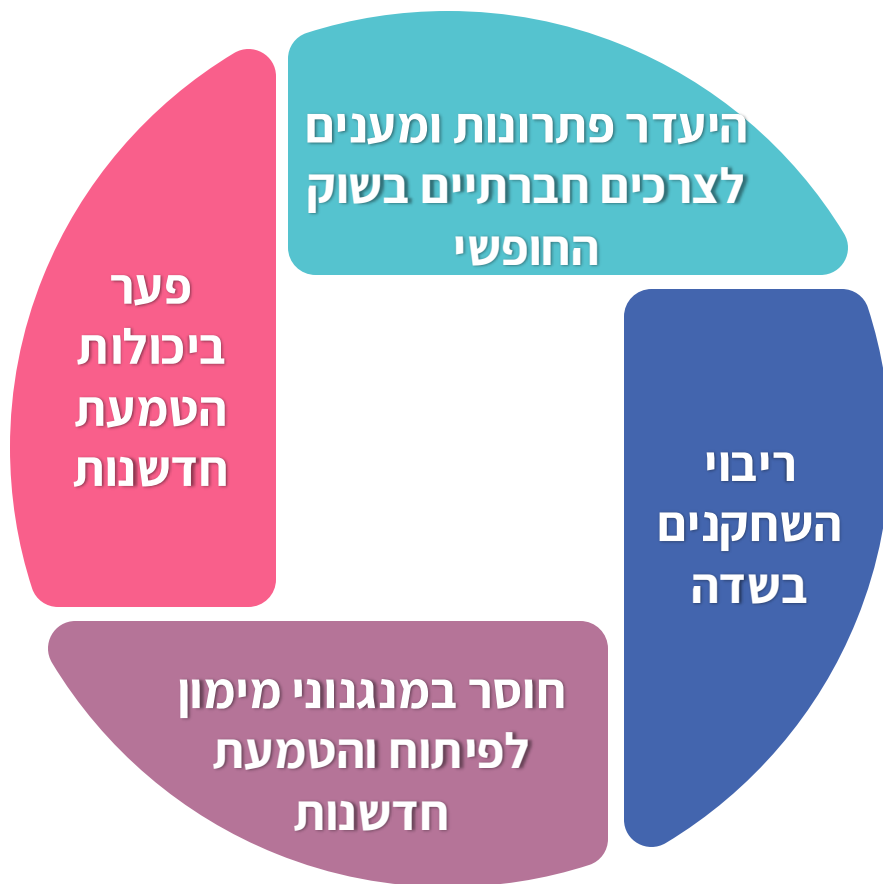 היעדר פתרונות ומענים
לצרכים חברתיים בשוק
החופשי
ריבוי
השחקנים
בשדה
חוסר במנגנוני מימון
לפיתוח והטמעת
חדשנות
פער
ביכולות
הטמעת
חדשנות